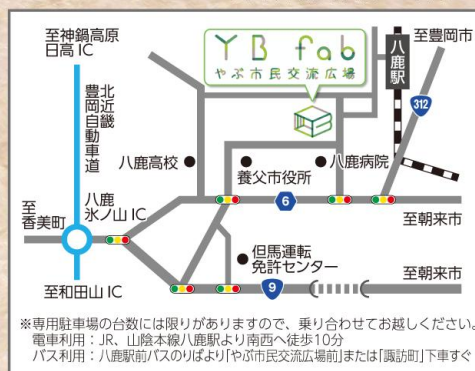 至神鍋高原
日高IC
YB fab
やぶ市民交流広場
八鹿駅
至豊岡市
312
北近畿
豊岡自動車道
八鹿高校
養父市役所
八鹿病院
至
香美町
八鹿
氷ノ山IC
6
至朝来市
但馬運転
免許センター
至和田山IC
9
至朝来市
※専用駐車場の台数には限りがありますので、乗り合わせてお越しください。
電車利用：JR、山陰本線八鹿駅より南西へ徒歩10分
バス利用：八鹿駅前バスのりばより「やぶ市民交流広場前」または「諏訪町」下車すぐ